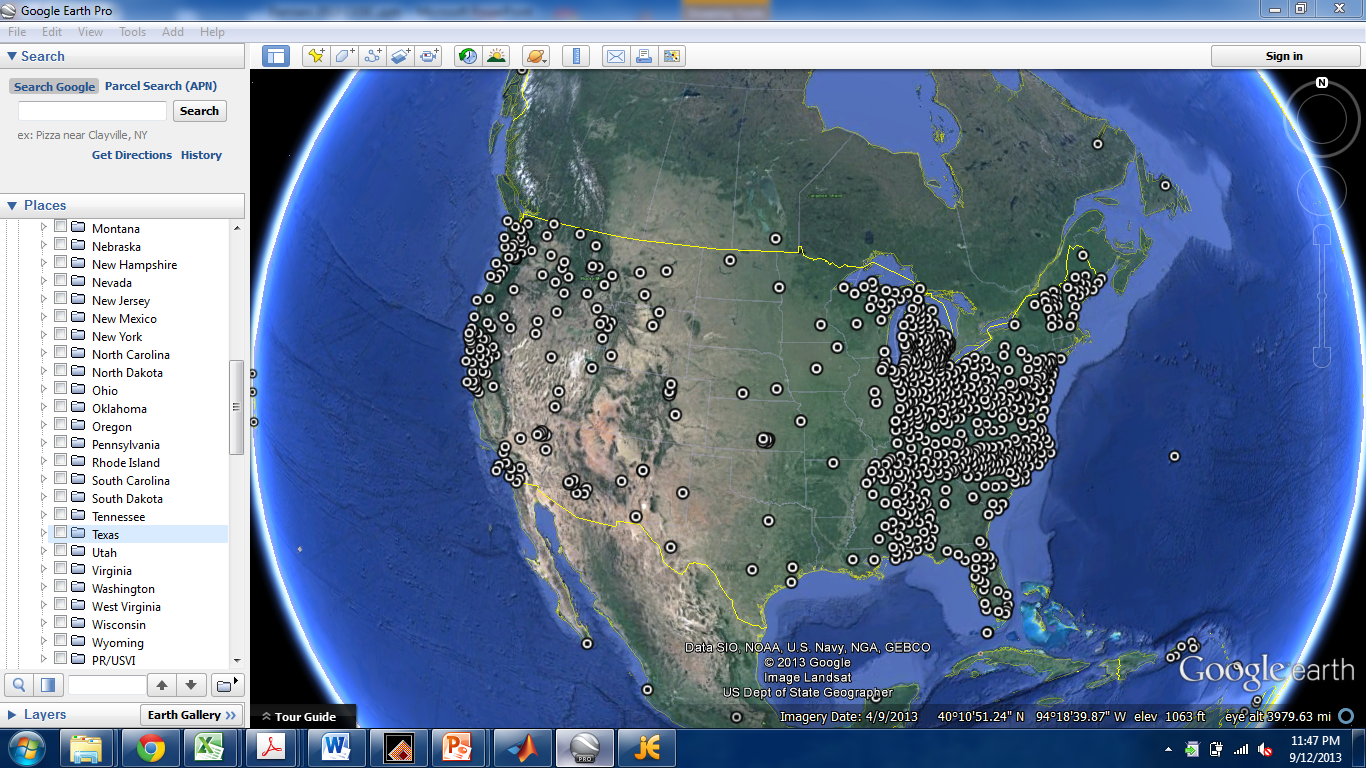 Google Earth Pro
File Edit View Tools Add Help
Search
Search Google Parcel Search (APN)
Search
ex: Pizza near Clayville, NY
Get Directions History
Places
Montana
Nebraska
New Hampshire
Nevada
New Jersey
New Mexico
New York
North Carolina
North Dakota
Ohio
Oklahoma
Oregon
Pennsylvania
Rhode Island
South Carolina
South Dakota
Tennessee
Texas
Utah
Virginia
Washington
West Virginia
Wisconsin
Wyoming
PR/USVI
Layers
Earth Gallery >>
Sign in
N
Data SIO, NOAA, U.S. Navy, NGA, GEBCO
© 2013 Google
Image Landsat
US Dept of State Geographer
Google earth
Tour Guide
Imagery Date: 4/9/2013 40°10'51.24" N 94°18'39.87" W elev 1063 ft eye alt 3979.63 mi
PRO
11:47 PM
9/12/2013